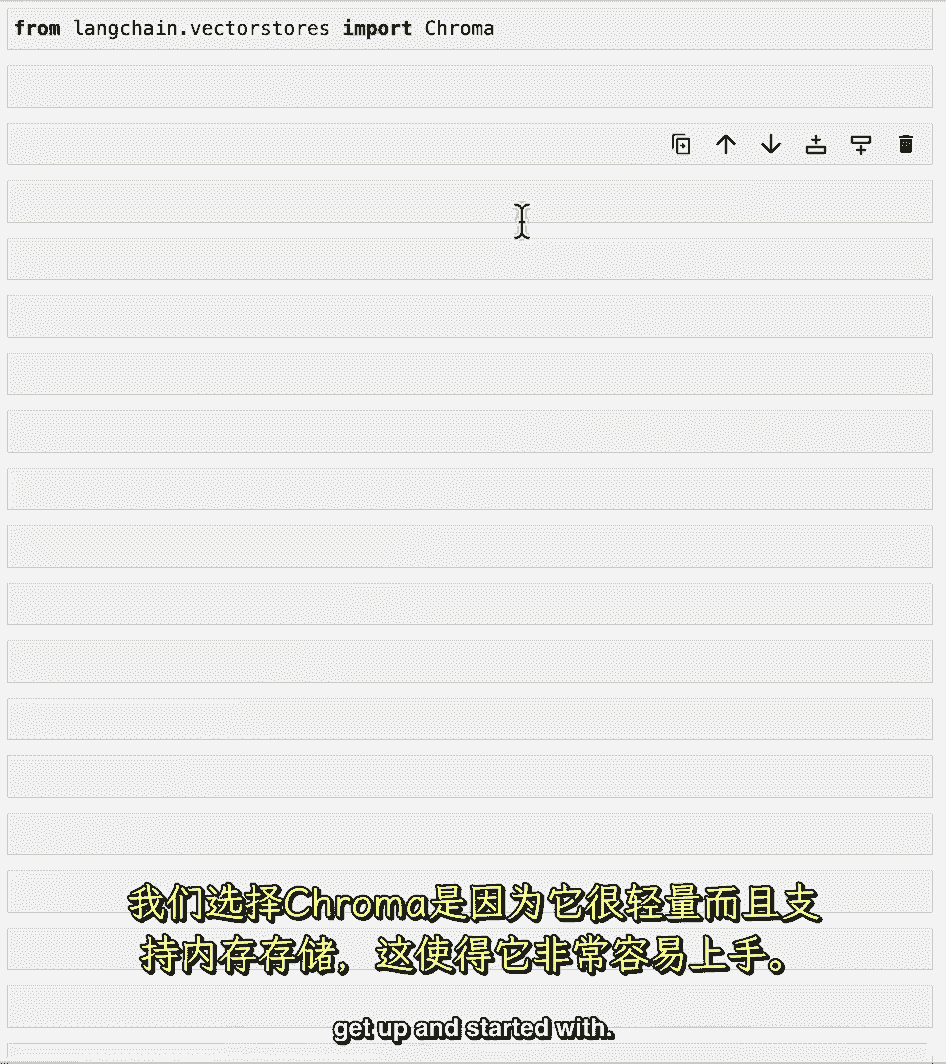 from langchain.vectorstores import Chroma
我们选择Chroma是因为它很轻量而且支
持内存存储，这使得它非常容易上手。
get up and started with.